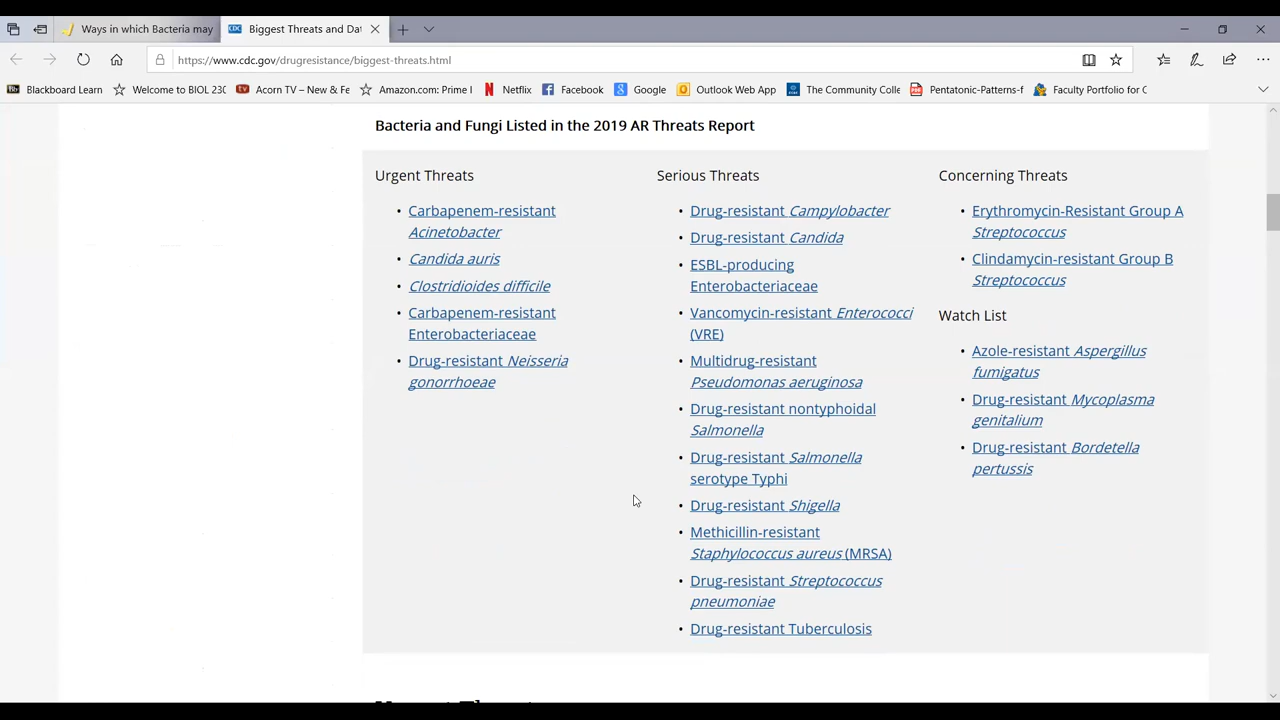 Ways in which Bacteria may
Biggest Threats and Dat
https://www.cdc.gov/drugresistance/biggest-threats.html
Blackboard Learn
Welcome to BIOL 230
Acorn TV – New & Fe
Amazon.com: Prime I
Netflix
Facebook
Google
Outlook Web App
The Community Colle
Pentatonic-Patterns-f
Faculty Portfolio for C
Bacteria and Fungi Listed in the 2019 AR Threats Report
Urgent Threats
Carbapenem-resistant
Acinetobacter
Candida auris
Clostridioides difficile
Carbapenem-resistant
Enterobacteriaceae
Drug-resistant Neisseria
gonorrhoeae
Serious Threats
Drug-resistant Campylobacter
Drug-resistant Candida
ESBL-producing
Enterobacteriaceae
Vancomycin-resistant Enterococci
(VRE)
Multidrug-resistant
Pseudomonas aeruginosa
Drug-resistant nontyphoidal
Salmonella
Drug-resistant Salmonella
serotype Typhi
Drug-resistant Shigella
Methicillin-resistant
Staphylococcus aureus (MRSA)
Drug-resistant Streptococcus
pneumoniae
Drug-resistant Tuberculosis
Concerning Threats
Erythromycin-Resistant Group A
Streptococcus
Clindamycin-resistant Group B
Streptococcus
Watch List
Azole-resistant Aspergillus
fumigatus
Drug-resistant Mycoplasma
genitalium
Drug-resistant Bordetella
pertussis